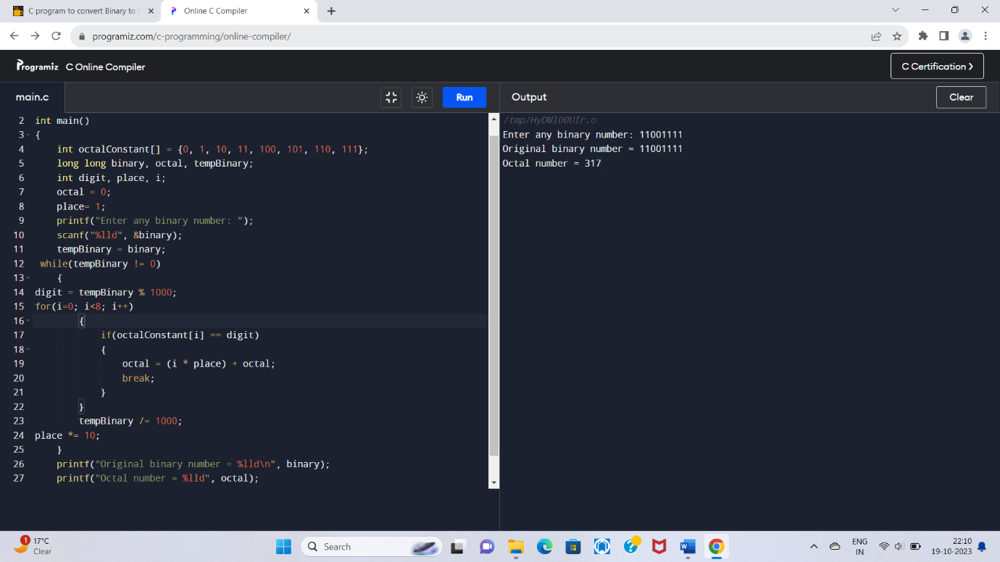 C program to convert Binary to
Online C Compiler
programiz.com/c-programming/online-compiler/
Programiz C Online Compiler
C Certification >
main.c
Run
Output
Clear
2 int main()
3 {
4 int octalConstant[] = {0, 1, 10, 11, 100, 101, 110, 111};
5 long long binary, octal, tempBinary;
6 int digit, place, i;
7 octal = 0;
8 place= 1;
9 printf("Enter any binary number: ");
10 scanf("%lld", &binary);
11 tempBinary = binary;
12 while(tempBinary != 0)
13 {
14 digit = tempBinary % 1000;
15 for(i=0; i<8; i++)
16 {
17 if(octalConstant[i] == digit)
18 {
19 octal = (i * place) + octal;
20 break;
21 }
22 }
23 tempBinary /= 1000;
24 place *= 10;
25 }
26 printf("Original binary number = %lld\n", binary);
27 printf("Octal number = %lld", octal);
Enter any binary number: 11001111
Original binary number = 11001111
Octal number = 317
1
17°C
Clear
Search
ENG
IN
22:10
19-10-2023